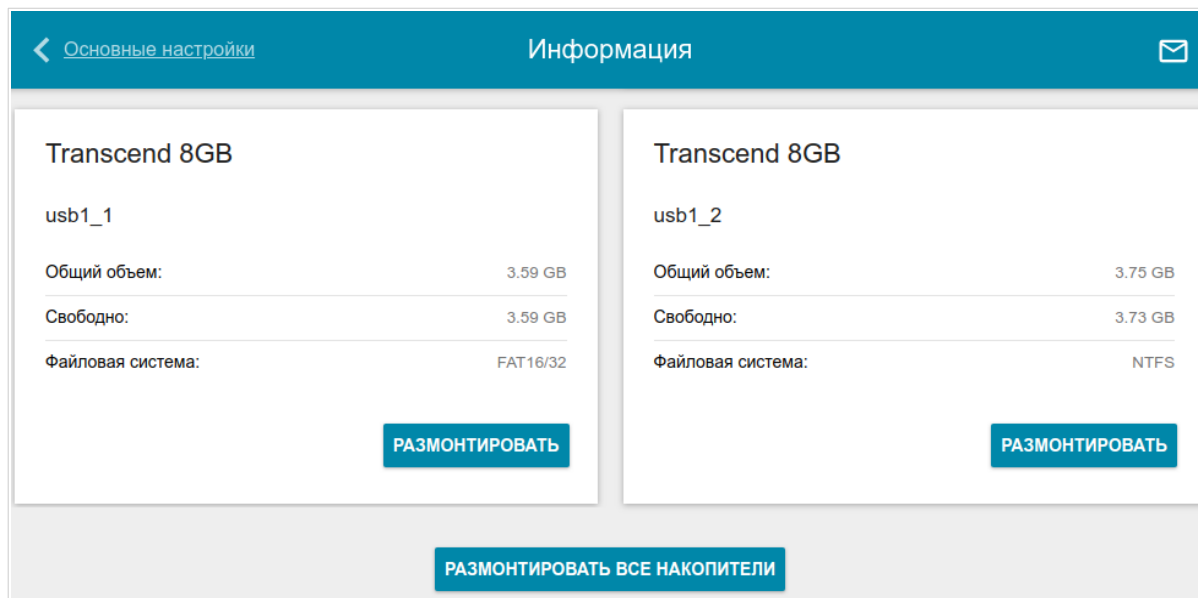 Основные настройки
Информация
Transcend 8GB
usb1_1
Общий объем: 3.59 GB
Свободно: 3.59 GB
Файловая система: FAT16/32
РАЗМОНТИРОВАТЬ
Transcend 8GB
usb1_2
Общий объем: 3.75 GB
Свободно: 3.73 GB
Файловая система: NTFS
РАЗМОНТИРОВАТЬ
РАЗМОНТИРОВАТЬ ВСЕ НАКОПИТЕЛИ